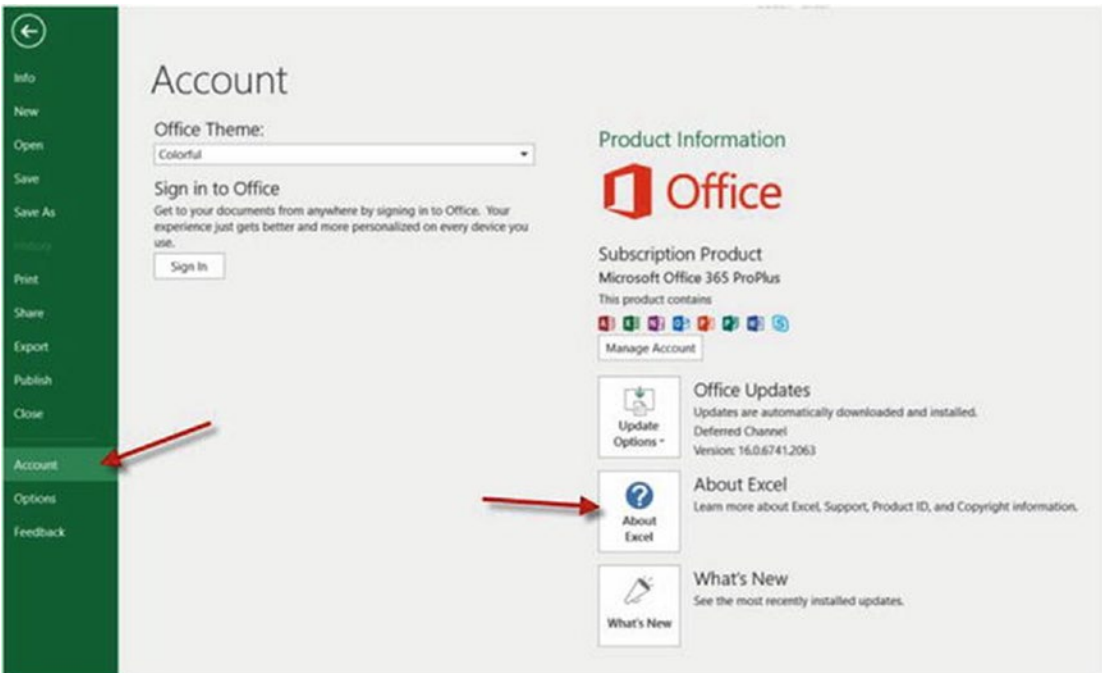 Info
New
Open
Save
Save As
History
Print
Share
Export
Publish
Close
Account
Options
Feedback
Account
Office Theme:
Colorful
Sign in to Office
Get to your documents from anywhere by signing in to Office. Your
experience just gets better and more personalized on every device you
use.
Sign In
Product Information
Office
Subscription Product
Microsoft Office 365 ProPlus
This product contains
Manage Account
Update
Options
Office Updates
Updates are automatically downloaded and installed.
Deferred Channel
Version: 16.0.6741.2063
About
Excel
About Excel
Learn more about Excel, Support, Product ID, and Copyright information.
What's New
What's New
See the most recently installed updates.